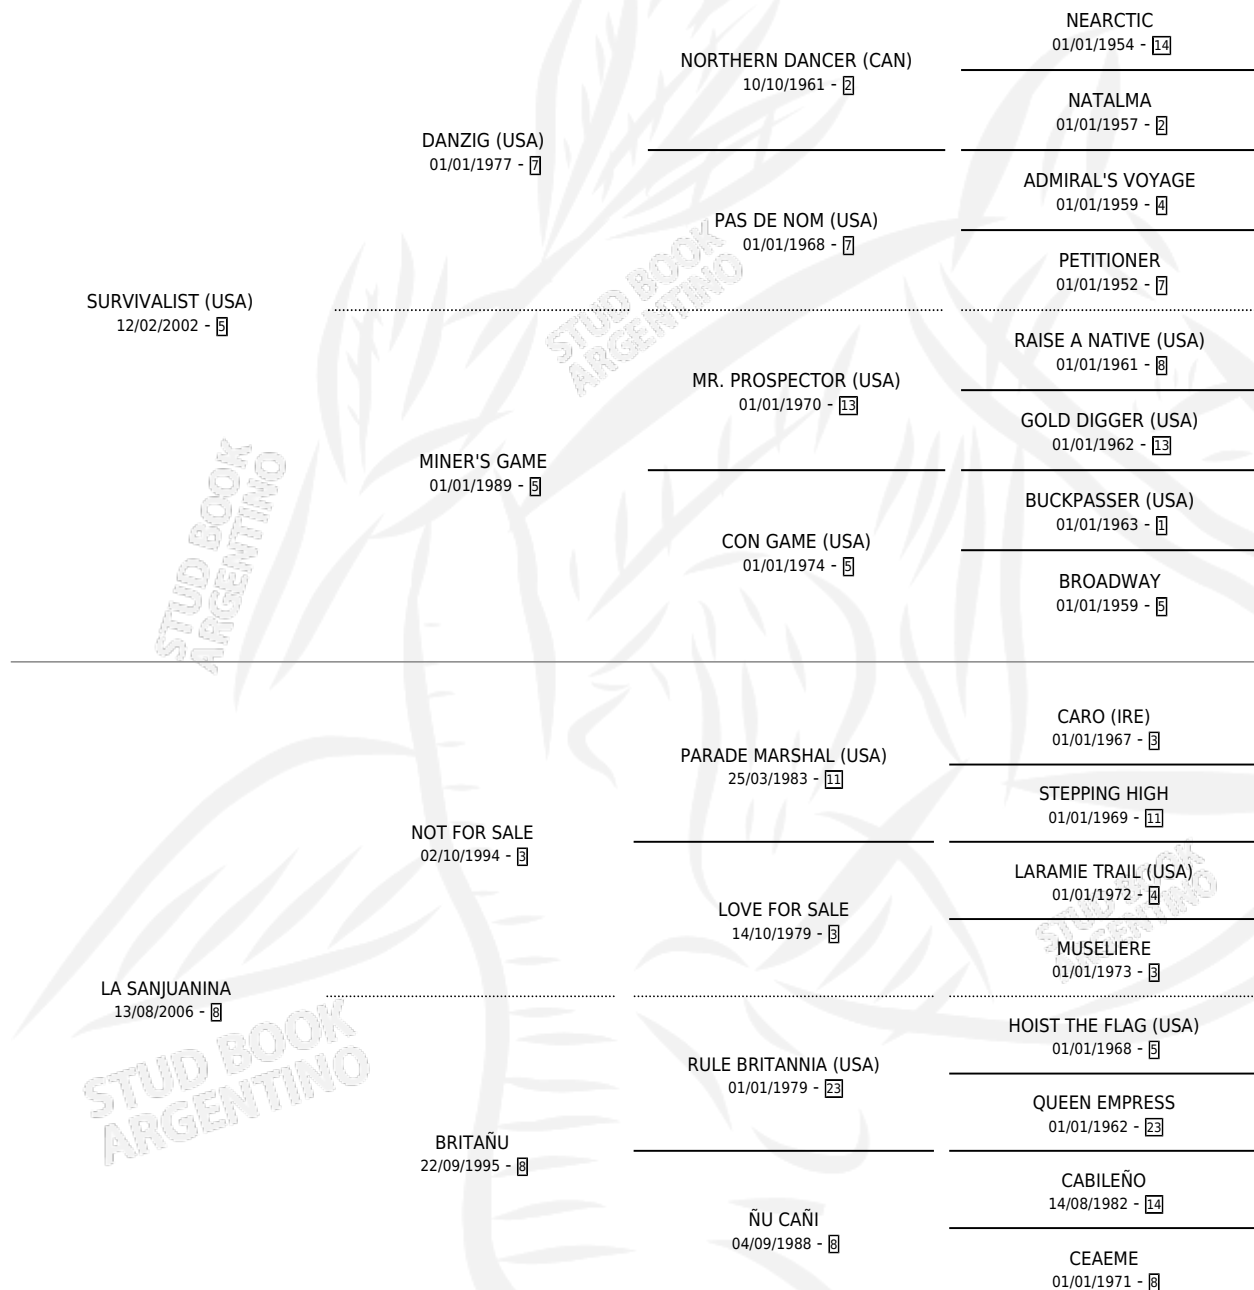 NEARCTIC
01/01/1954 - 14
NORTHERN DANCER (CAN)
10/10/1961 - 2
NATALMA
01/01/1957 - 2
DANZIG (USA)
01/01/1977 - 7
ADMIRAL'S VOYAGE
01/01/1959 - 4
PAS DE NOM (USA)
01/01/1968 - 7
PETITIONER
01/01/1952 - 7
SURVIVALIST (USA)
12/02/2002 - 5
STUD BOOK
ARGENTINO
RAISE A NATIVE (USA)
01/01/1961 - 8
MR. PROSPECTOR (USA)
01/01/1970 - 13
GOLD DIGGER (USA)
01/01/1962 - 13
MINER'S GAME
01/01/1989 - 5
BUCKPASSER (USA)
01/01/1963 - 1
CON GAME (USA)
01/01/1974 - 5
BROADWAY
01/01/1959 - 5
STUD BOOK
ARGENTINO
CARO (IRE)
01/01/1967 - 3
PARADE MARSHAL (USA)
25/03/1983 - 11
STEPPING HIGH
01/01/1969 - 11
NOT FOR SALE
02/10/1994 - 3
LARAMIE TRAIL (USA)
01/01/1972 - 4
LOVE FOR SALE
14/10/1979 - 3
MUSELIERE
01/01/1973 - 3
STUD BOOK
ARGENTINO
LA SANJUANINA
13/08/2006 - 8
HOIST THE FLAG (USA)
01/01/1968 - 5
RULE BRITANNIA (USA)
01/01/1979 - 23
QUEEN EMPRESS
01/01/1962 - 23
STUD BOOK
ARGENTINO
BRITAÑU
22/09/1995 - 8
CABILEÑO
14/08/1982 - 14
ÑU CAÑI
04/09/1988 - 8
CEAEME
01/01/1971 - 8